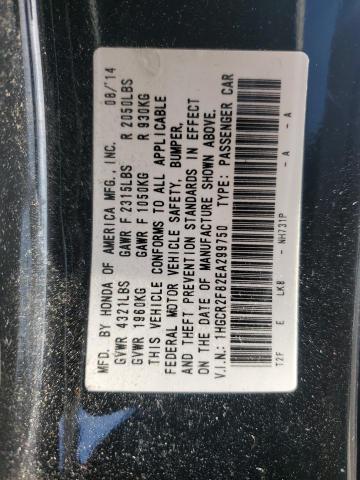 MFD. BY HONDA OF AMERICA MFG., INC. 08/14
GVWR 4321LBS GAWR F 2315LBS R 2050LBS
GVWR 1960KG GAWR F 1050KG R 930KG
THIS VEHICLE CONFORMS TO ALL APPLICABLE
FEDERAL MOTOR VEHICLE SAFETY, BUMPER,
AND THEFT PREVENTION STANDARDS IN EFFECT
ON THE DATE OF MANUFACTURE SHOWN ABOVE.
V.I.N.: 1HGCR2F82EA299750 TYPE: PASSENGER CAR
T2F E LKB - NH731P - A - A